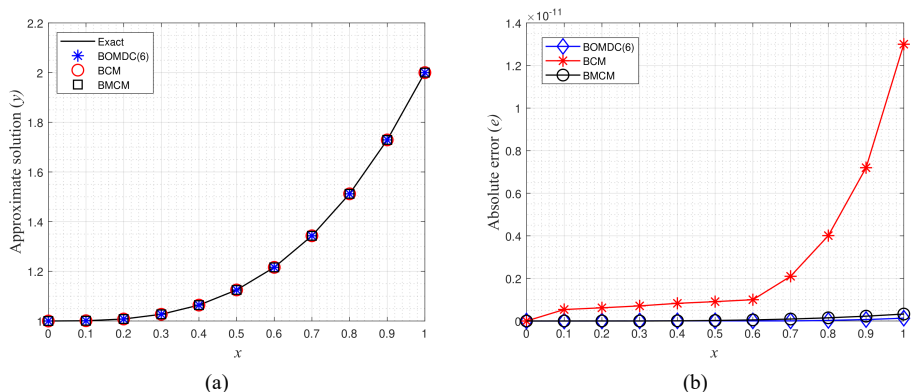 2.2
2
1.8
1.6
1.4
1.2
1
Approximate solution (y)
Exact
BOMDC(6)
BCM
BMCM
0 0.1 0.2 0.3 0.4 0.5 0.6 0.7 0.8 0.9 1
x
(a)
1.4 × 10⁻¹¹
1.2
1
0.8
0.6
0.4
0.2
0
Absolute error (e)
BOMDC(6)
BCM
BMCM
0 0.1 0.2 0.3 0.4 0.5 0.6 0.7 0.8 0.9 1
x
(b)